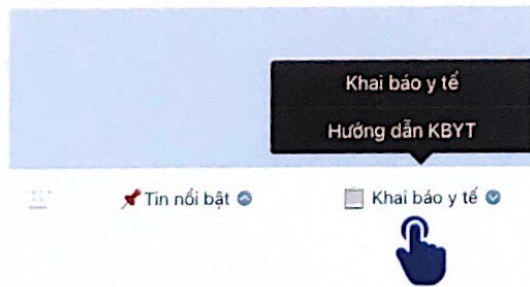 Khai báo y tế
Hướng dẫn KBYT
Tin nổi bật
Khai báo y tế